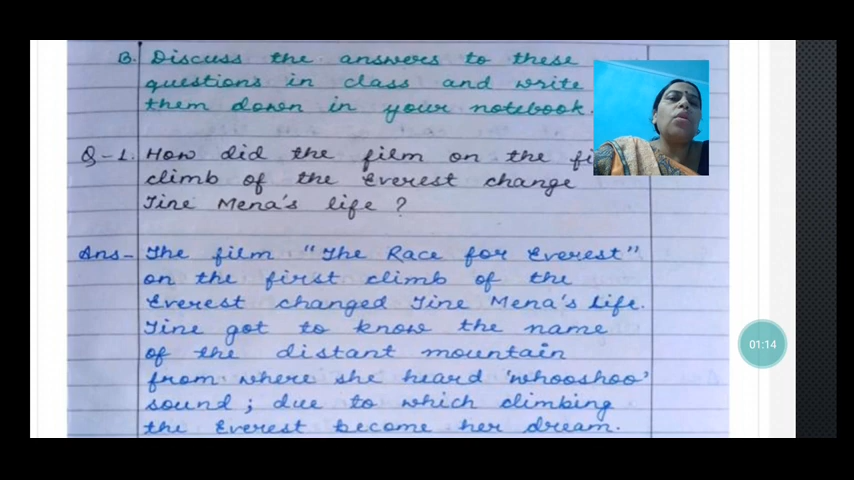 B. Discuss the answers to these
questions in class and write
them down in your notebook.
Q-1. How did the film on the
climb of the Everest change
Tine Mena's life ?
Ans- The film "The Race for Everest"
on the first climb of the
Everest changed Tine Mena's life.
Tine got to know the name
of the distant mountain
from where she heard 'whooshoo'
sound ; due to which climbing
the Everest become her dream.
01:14